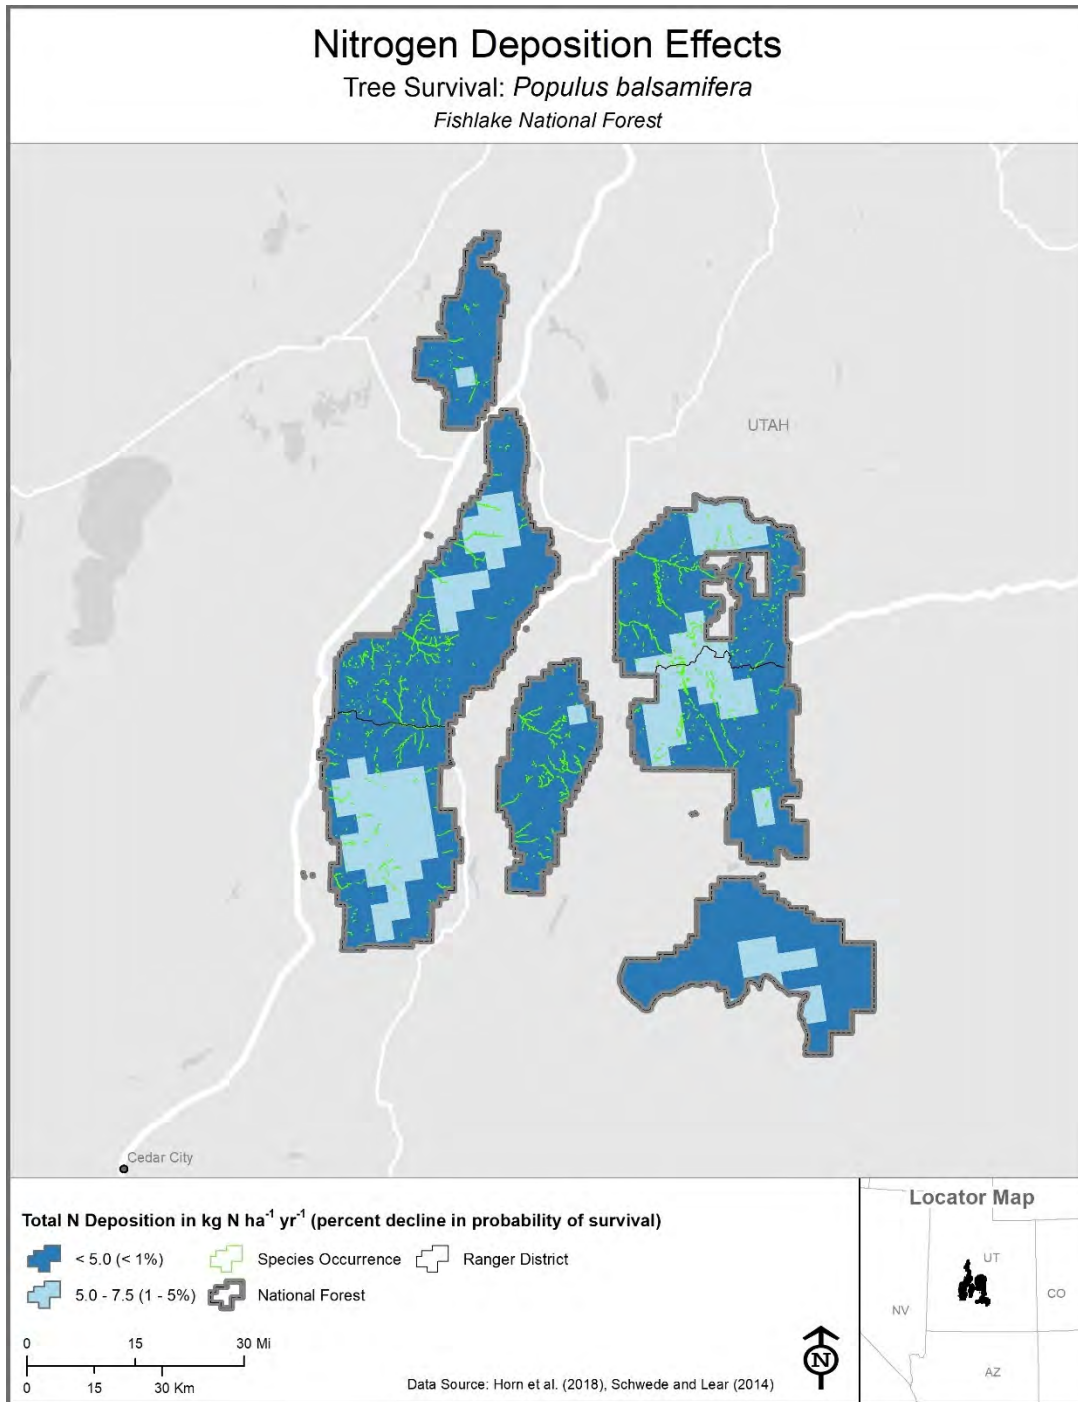 Nitrogen Deposition Effects
Tree Survival: Populus balsamifera
Fishlake National Forest
UTAH
Cedar City
Total N Deposition in kg N ha⁻¹ yr⁻¹ (percent decline in probability of survival)
< 5.0 (< 1%)
Species Occurrence
Ranger District
5.0 - 7.5 (1 - 5%)
National Forest
0 15 30 Mi
0 15 30 Km
N
Data Source: Horn et al. (2018), Schwede and Lear (2014)
Locator Map
UT
CO
NV
AZ